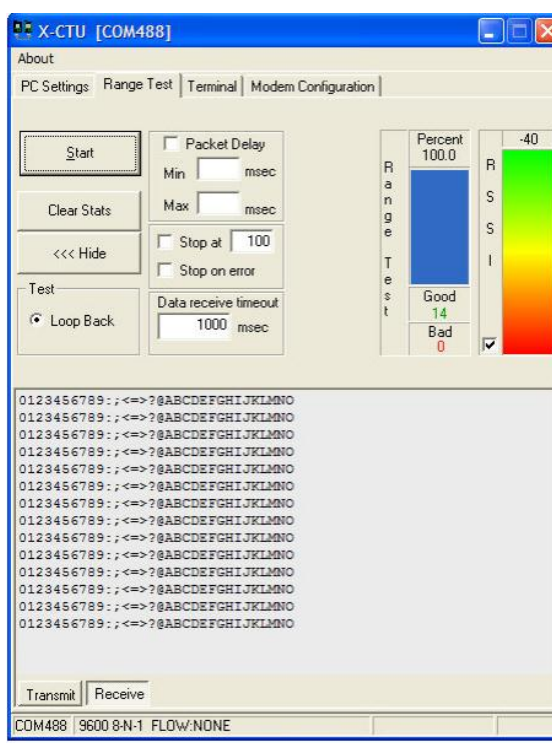 X-CTU [COM488]
About
PC Settings Range Test Terminal Modem Configuration
Start
Clear Stats
<<< Hide
Test
Loop Back
Packet Delay
Min msec
Max msec
Stop at 100
Stop on error
Data receive timeout
1000 msec
Range Test
Percent
100.0
Good
14
Bad
0
RSSI
-40
0123456789:;<=>?@ABCDEFGHIJKLMNO
0123456789:;<=>?@ABCDEFGHIJKLMNO
0123456789:;<=>?@ABCDEFGHIJKLMNO
0123456789:;<=>?@ABCDEFGHIJKLMNO
0123456789:;<=>?@ABCDEFGHIJKLMNO
0123456789:;<=>?@ABCDEFGHIJKLMNO
0123456789:;<=>?@ABCDEFGHIJKLMNO
0123456789:;<=>?@ABCDEFGHIJKLMNO
0123456789:;<=>?@ABCDEFGHIJKLMNO
0123456789:;<=>?@ABCDEFGHIJKLMNO
0123456789:;<=>?@ABCDEFGHIJKLMNO
0123456789:;<=>?@ABCDEFGHIJKLMNO
0123456789:;<=>?@ABCDEFGHIJKLMNO
0123456789:;<=>?@ABCDEFGHIJKLMNO
Transmit Receive
COM488 9600 8-N-1 FLOW:NONE